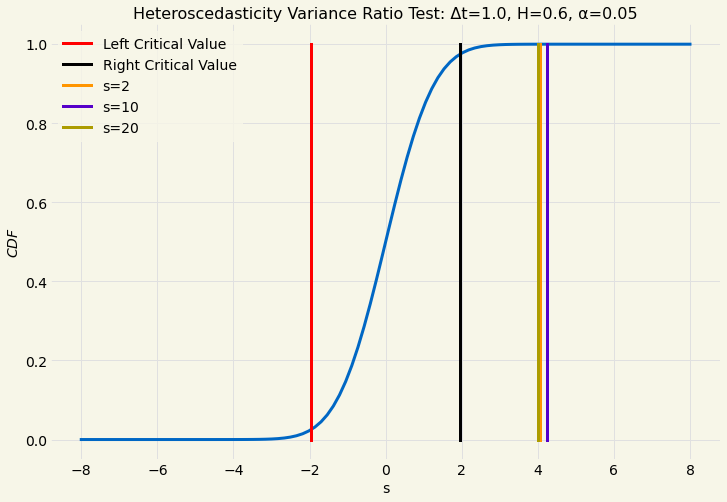 Heteroscedasticity Variance Ratio Test: Δt=1.0, H=0.6, α=0.05
Left Critical Value
Right Critical Value
s=2
s=10
s=20
CDF
1.0
0.8
0.6
0.4
0.2
0.0
−8 −6 −4 −2 0 2 4 6 8
s